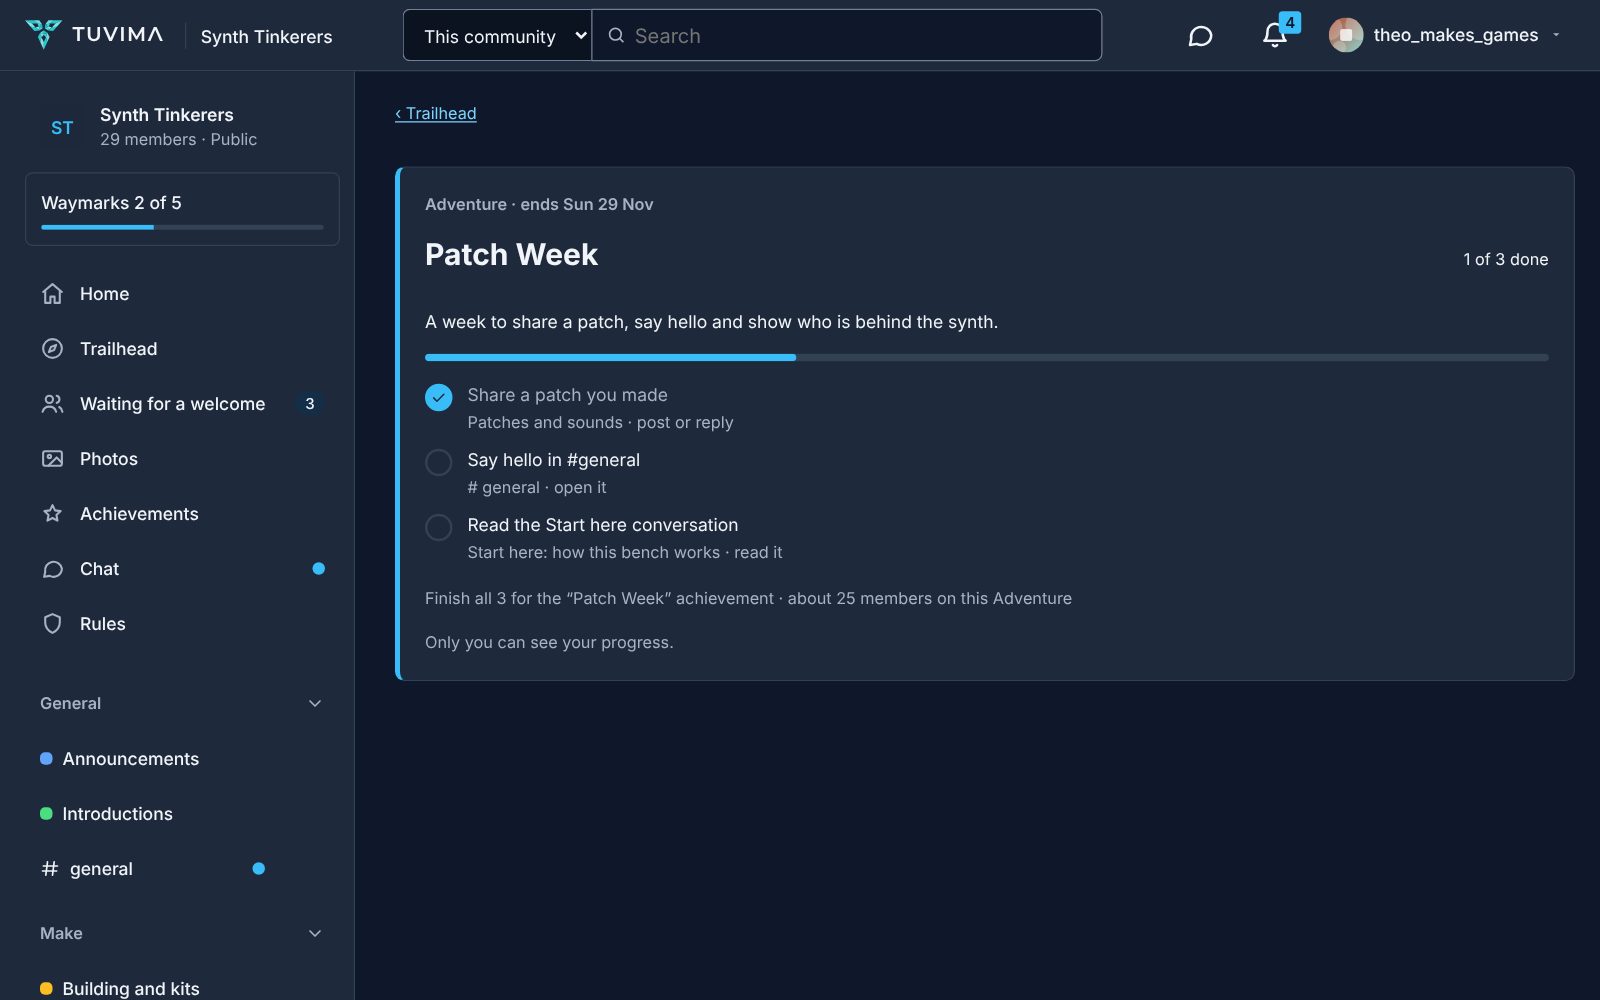 TUVIMA
Synth Tinkerers
This community
Search
4
theo_makes_games
ST
Synth Tinkerers
29 members · Public
Waymarks 2 of 5
Home
Trailhead
Waiting for a welcome
3
Photos
Achievements
Chat
Rules
General
Announcements
Introductions
# general
Make
Building and kits
‹ Trailhead
Adventure · ends Sun 29 Nov
Patch Week
1 of 3 done
A week to share a patch, say hello and show who is behind the synth.
Share a patch you made
Patches and sounds · post or reply
Say hello in #general
# general · open it
Read the Start here conversation
Start here: how this bench works · read it
Finish all 3 for the “Patch Week” achievement · about 25 members on this Adventure
Only you can see your progress.